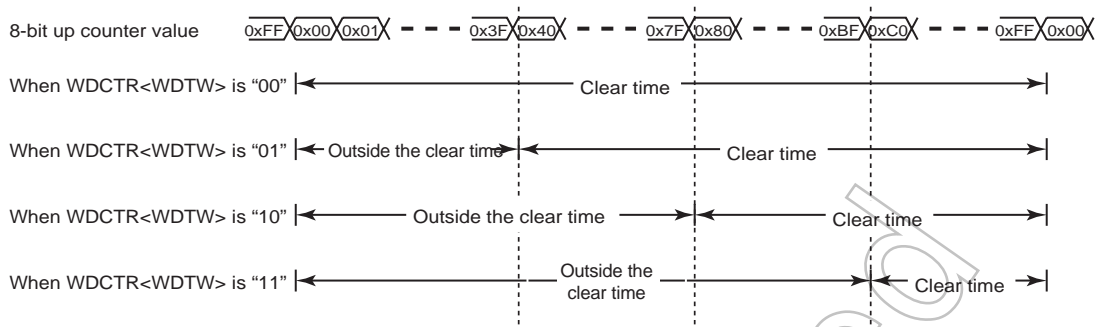 8-bit up counter value 0xFF 0x00 0x01 0x3F 0x40 0x7F 0x80 0xBF 0xC0 0xFF 0x00
When WDCTR<WDTW> is “00” Clear time
When WDCTR<WDTW> is “01” Outside the clear time Clear time
When WDCTR<WDTW> is “10” Outside the clear time Clear time
When WDCTR<WDTW> is “11” Outside the clear time Clear time